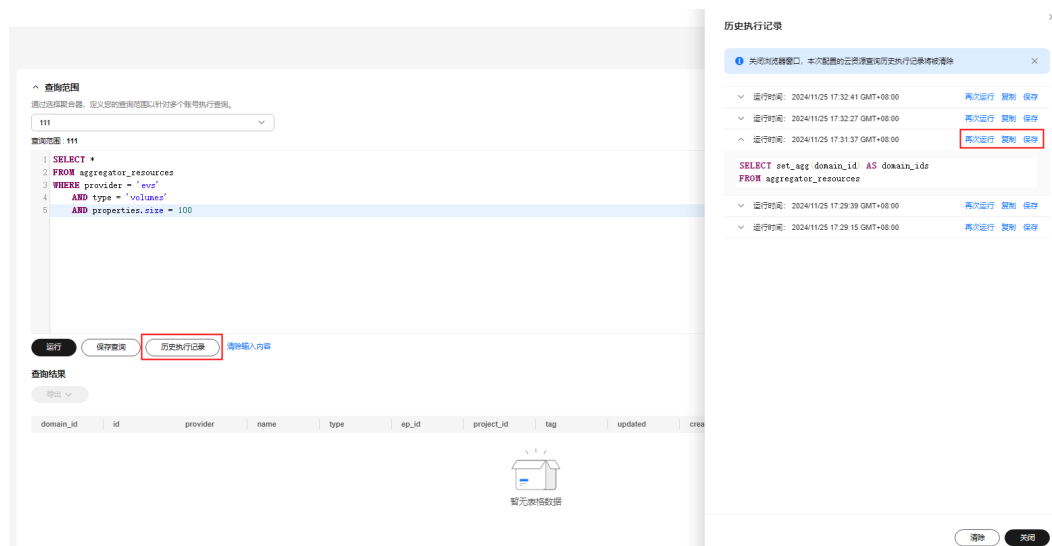 查询范围
通过选择聚合器，定义您的查询范围以针对多个账号执行查询。
111
查询范围 : 111
1 SELECT *
2 FROM aggregator_resources
3 WHERE provider = 'evs'
4 AND type = 'volumes'
5 AND properties.size = 100
运行 保存查询 历史执行记录 清除输入内容
查询结果
导出
domain_id id provider name type ep_id project_id tag updated crea
暂无表格数据
历史执行记录
关闭浏览器窗口，本次配置的云资源查询历史执行记录将被清除
运行时间： 2024/11/25 17:32:41 GMT+08:00 再次运行 复制 保存
运行时间： 2024/11/25 17:32:27 GMT+08:00 再次运行 复制 保存
运行时间： 2024/11/25 17:31:37 GMT+08:00 再次运行 复制 保存
SELECT set_agg(domain_id) AS domain_ids
FROM aggregator_resources
运行时间： 2024/11/25 17:29:39 GMT+08:00 再次运行 复制 保存
运行时间： 2024/11/25 17:29:15 GMT+08:00 再次运行 复制 保存
清除 关闭